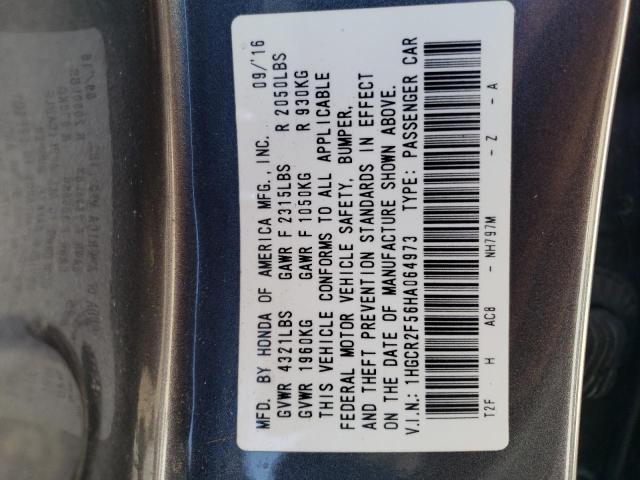 MFD. BY HONDA OF AMERICA MFG., INC. 09/'16
GVWR 4321LBS GAWR F 2315LBS R 2050LBS
GVWR 1960KG GAWR F 1050KG R 930KG
THIS VEHICLE CONFORMS TO ALL APPLICABLE
FEDERAL MOTOR VEHICLE SAFETY, BUMPER,
AND THEFT PREVENTION STANDARDS IN EFFECT
ON THE DATE OF MANUFACTURE SHOWN ABOVE.
V.I.N.: 1HGCR2F56HA064973 TYPE: PASSENGER CAR
T2F - H AC8 - NH797M - Z - A